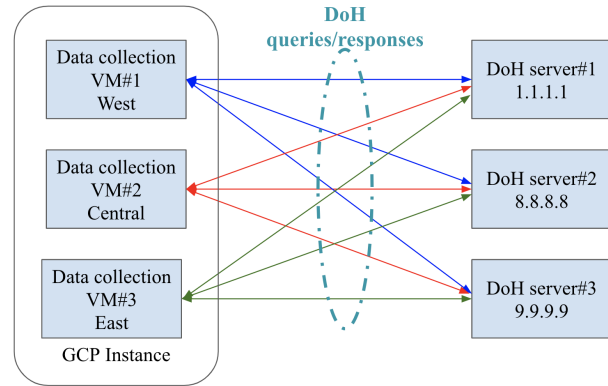 DoH
queries/responses
Data collection
VM#1
West
Data collection
VM#2
Central
Data collection
VM#3
East
GCP Instance
DoH server#1
1.1.1.1
DoH server#2
8.8.8.8
DoH server#3
9.9.9.9